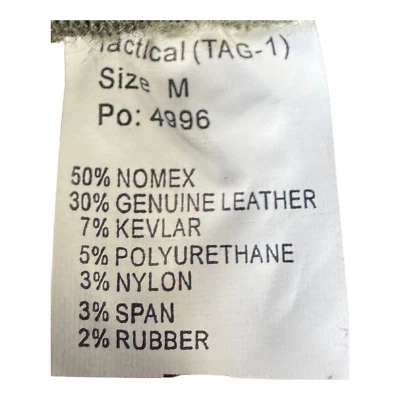 Tactical (TAG-1)
Size M
Po: 4996
50% NOMEX
30% GENUINE LEATHER
7% KEVLAR
5% POLYURETHANE
3% NYLON
3% SPAN
2% RUBBER